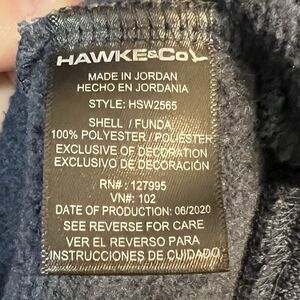 HAWKE&Co
MADE IN JORDAN
HECHO EN JORDANIA
STYLE: HSW2565
SHELL / FUNDA
100% POLYESTER / POLIESTER
EXCLUSIVE OF DECORATION
EXCLUSIVO DE DECORACIÓN
RN# : 127995
VN#: 102
DATE OF PRODUCTION: 06/2020
SEE REVERSE FOR CARE
VER EL REVERSO PARA
INSTRUCCIONES DE CUIDADO